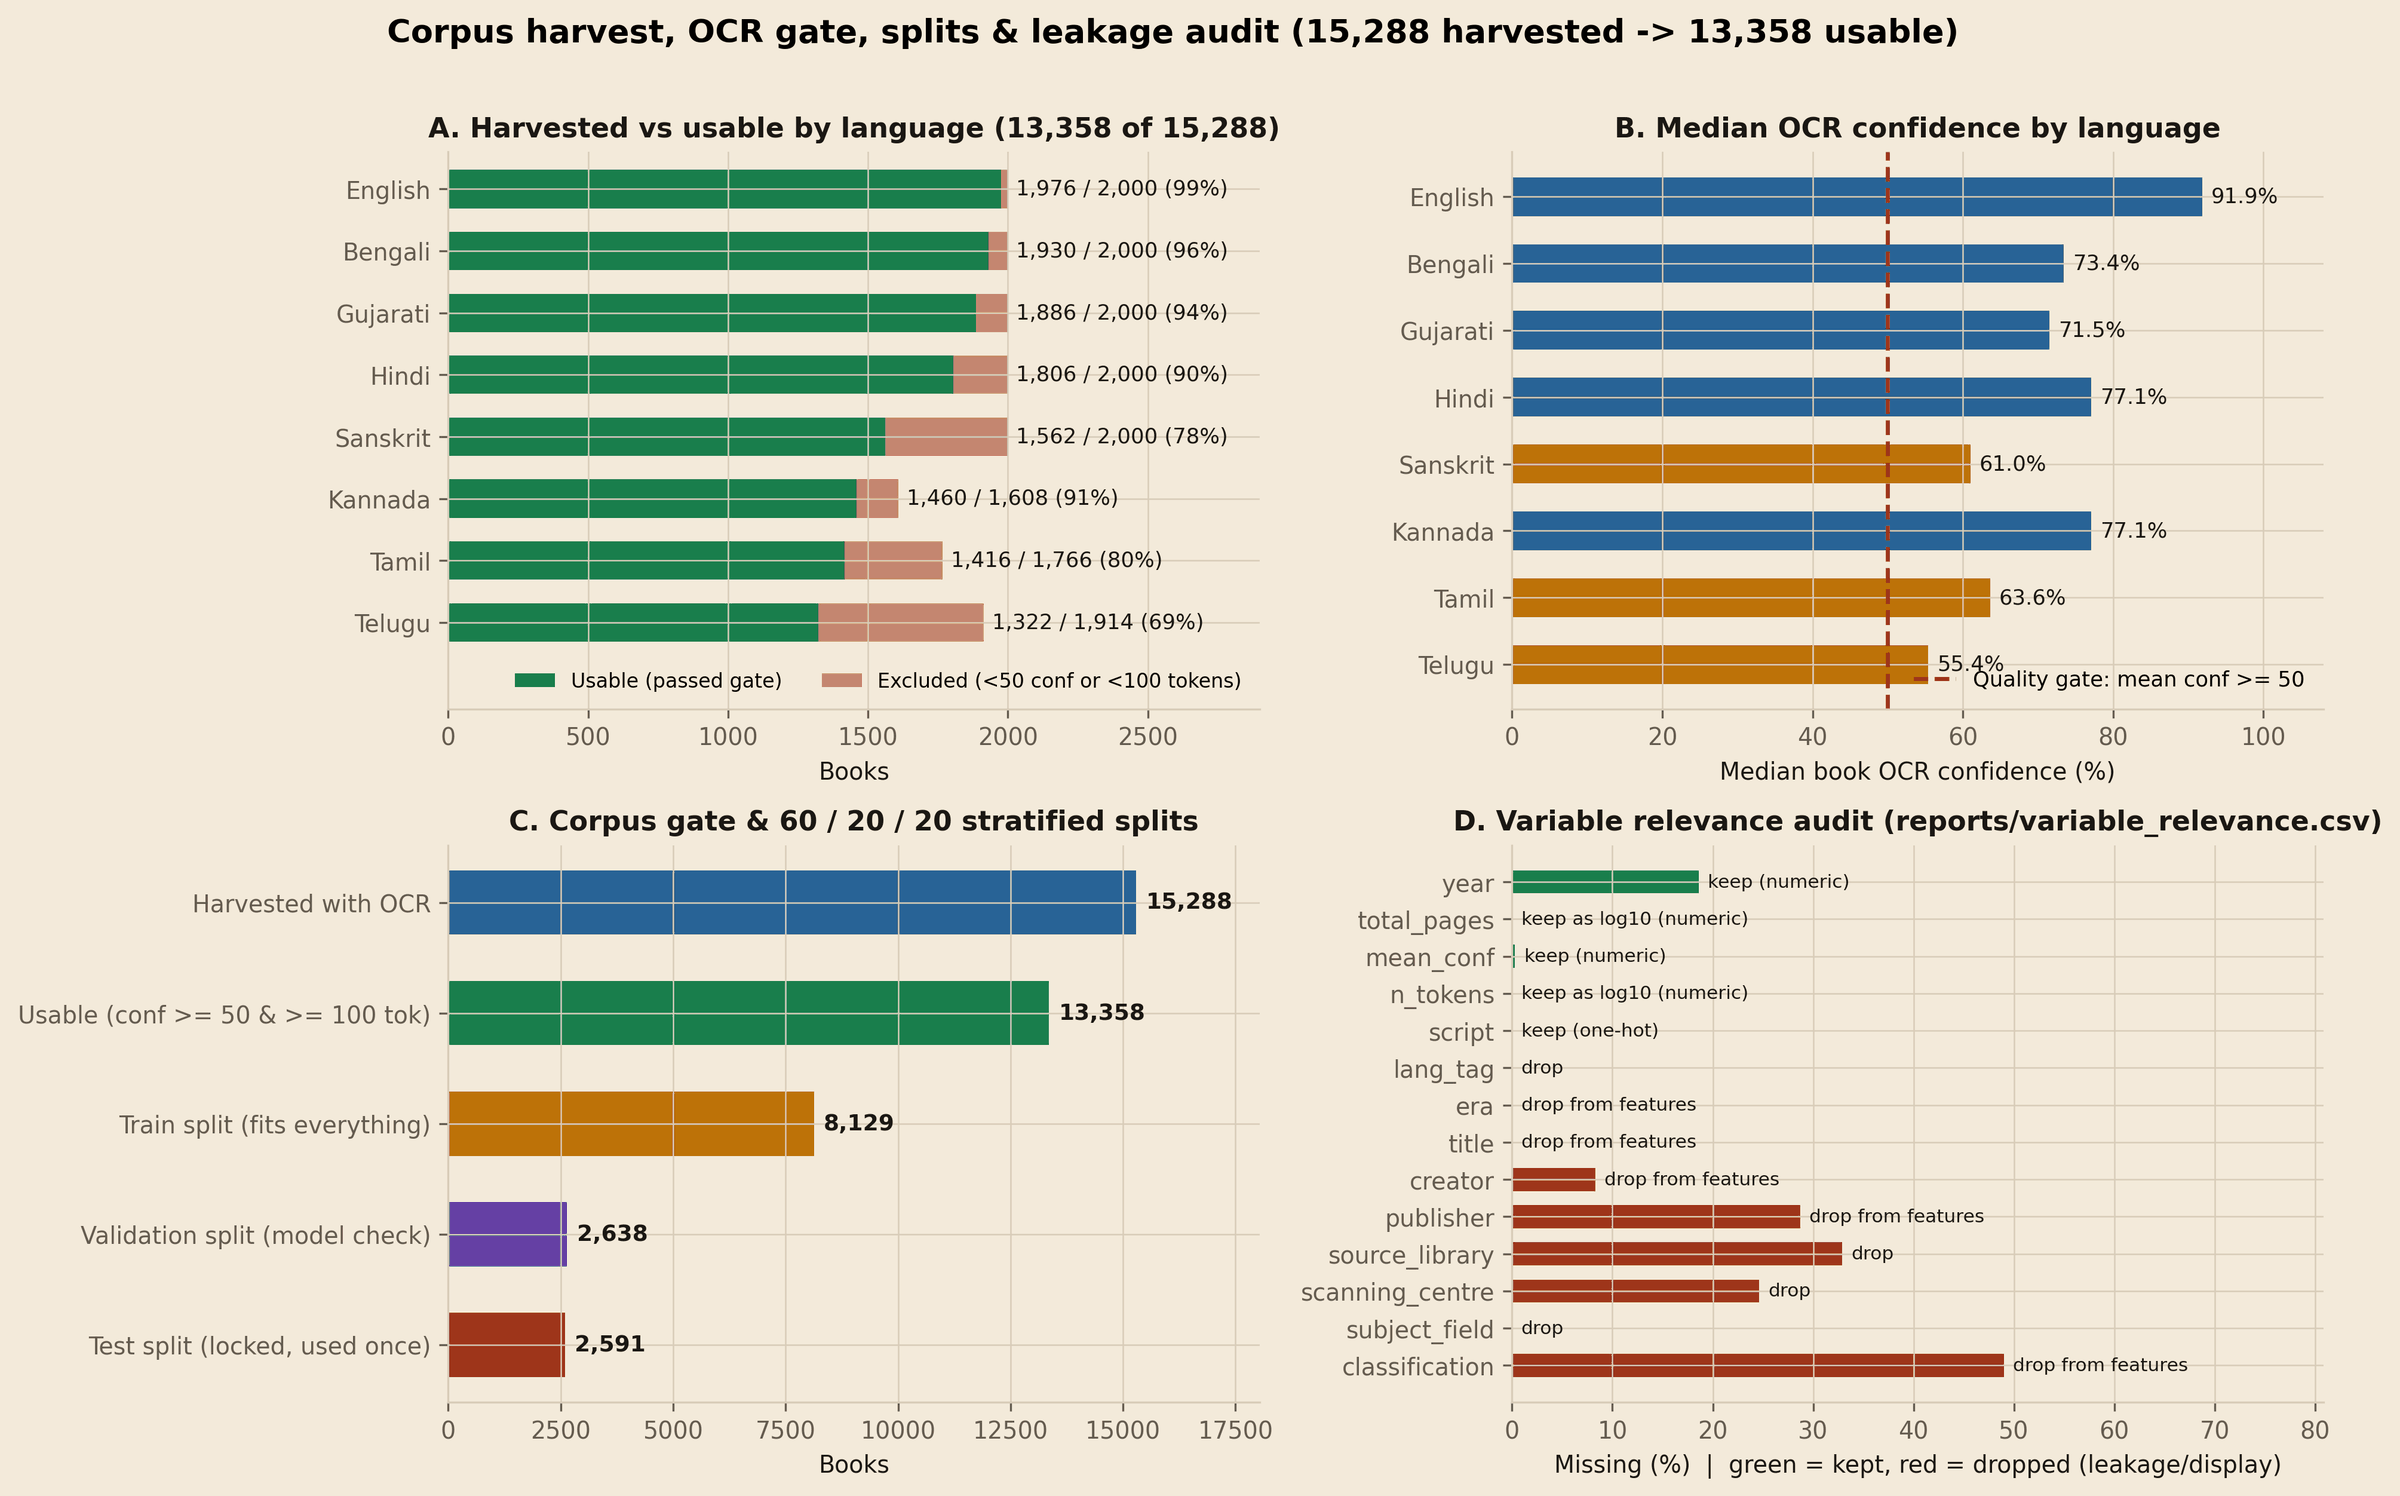 Corpus harvest, OCR gate, splits & leakage audit (15,288 harvested -> 13,358 usable)
A. Harvested vs usable by language (13,358 of 15,288)
English 1,976 / 2,000 (99%)
Bengali 1,930 / 2,000 (96%)
Gujarati 1,886 / 2,000 (94%)
Hindi 1,806 / 2,000 (90%)
Sanskrit 1,562 / 2,000 (78%)
Kannada 1,460 / 1,608 (91%)
Tamil 1,416 / 1,766 (80%)
Telugu 1,322 / 1,914 (69%)
Usable (passed gate) Excluded (<50 conf or <100 tokens)
0 500 1000 1500 2000 2500
Books
B. Median OCR confidence by language
English 91.9%
Bengali 73.4%
Gujarati 71.5%
Hindi 77.1%
Sanskrit 61.0%
Kannada 77.1%
Tamil 63.6%
Telugu 55.4%
Quality gate: mean conf >= 50
0 20 40 60 80 100
Median book OCR confidence (%)
C. Corpus gate & 60 / 20 / 20 stratified splits
Harvested with OCR 15,288
Usable (conf >= 50 & >= 100 tok) 13,358
Train split (fits everything) 8,129
Validation split (model check) 2,638
Test split (locked, used once) 2,591
0 2500 5000 7500 10000 12500 15000 17500
Books
D. Variable relevance audit (reports/variable_relevance.csv)
year keep (numeric)
total_pages keep as log10 (numeric)
mean_conf keep (numeric)
n_tokens keep as log10 (numeric)
script keep (one-hot)
lang_tag drop
era drop from features
title drop from features
creator drop from features
publisher drop from features
source_library drop
scanning_centre drop
subject_field drop
classification drop from features
0 10 20 30 40 50 60 70 80
Missing (%) | green = kept, red = dropped (leakage/display)